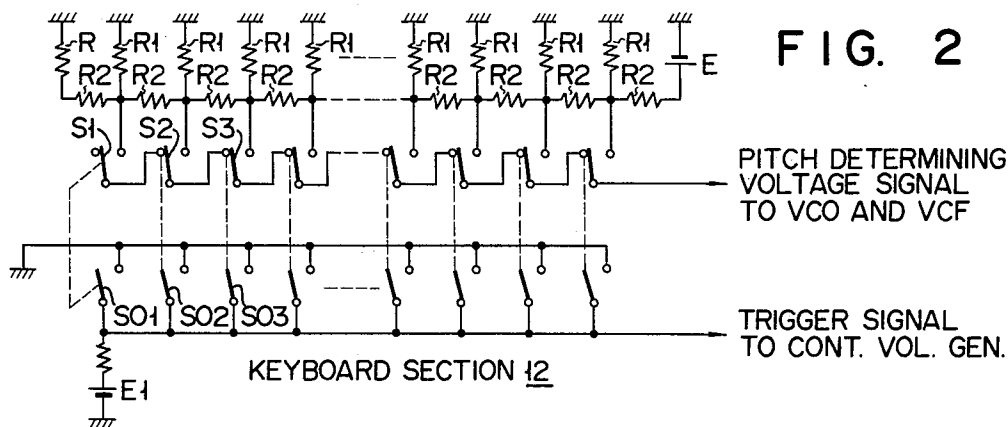 FIG. 2
R R1 R1 R1 R1 R1 R1 R1 R1 E
R2 R2 R2 R2 R2 R2 R2 R2
S1 S2 S3
PITCH DETERMINING
VOLTAGE SIGNAL
TO VCO AND VCF
SO1 SO2 SO3
TRIGGER SIGNAL
TO CONT. VOL. GEN.
KEYBOARD SECTION 12
E1